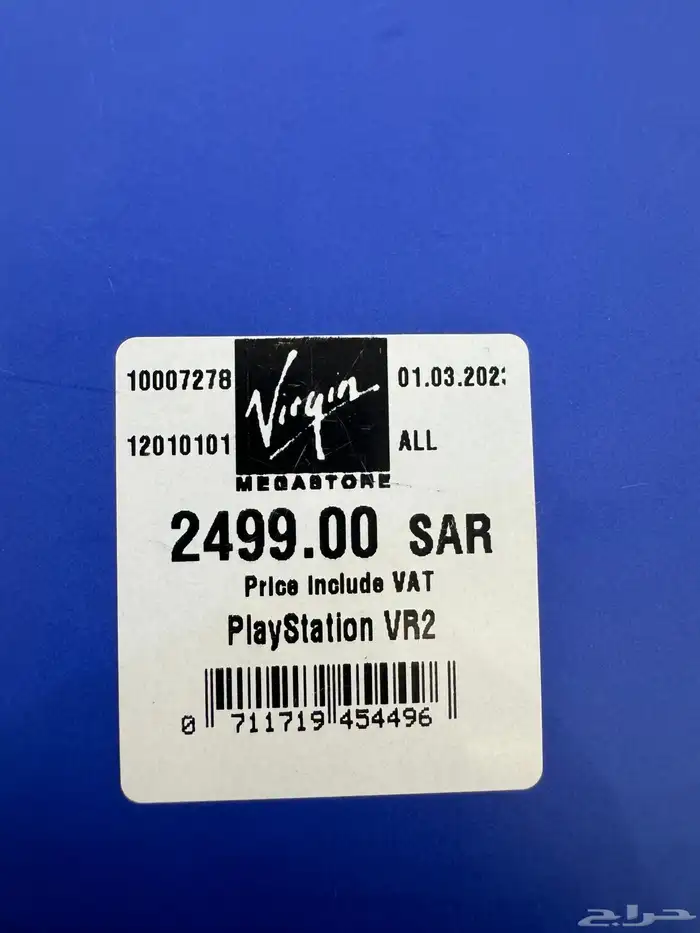 10007278 Virgin 01.03.202
12010101 ALL
MEGASTORE
2499.00 SAR
Price Include VAT
PlayStation VR2
0 711719 454496
حراج